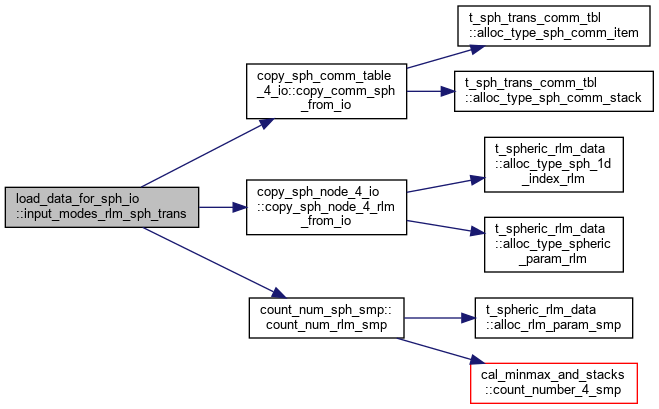 load_data_for_sph_io
::input_modes_rlm_sph_trans
copy_sph_comm_table
_4_io::copy_comm_sph
_from_io
t_sph_trans_comm_tbl
::alloc_type_sph_comm_item
t_sph_trans_comm_tbl
::alloc_type_sph_comm_stack
copy_sph_node_4_io
::copy_sph_node_4_rlm
_from_io
t_spheric_rlm_data
::alloc_type_sph_1d
_index_rlm
t_spheric_rlm_data
::alloc_type_spheric
_param_rlm
count_num_sph_smp::
count_num_rlm_smp
t_spheric_rlm_data
::alloc_rlm_param_smp
cal_minmax_and_stacks
::count_number_4_smp